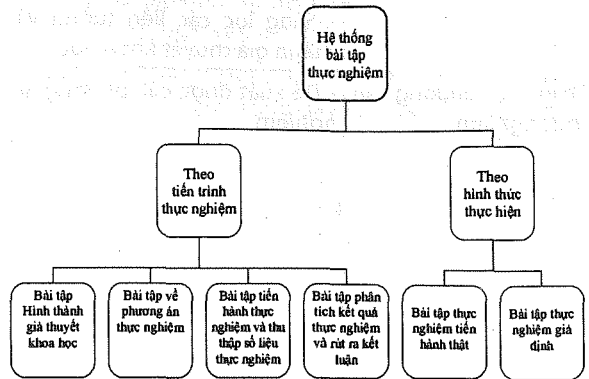 Hệ thống
bài tập
thực nghiệm
Theo
tiến trình
thực nghiệm
Theo
hình thức
thực hiện
Bài tập
Hình thành
giả thuyết
khoa học
Bài tập về
phương án
thực nghiệm
Bài tập tiến
hành thực
nghiệm và thu
thập số liệu
thực nghiệm
Bài tập phân
tích kết quả
thực nghiệm
và rút ra kết
luận
Bài tập thực
nghiệm tiến
hành thật
Bài tập thực
nghiệm giả
định